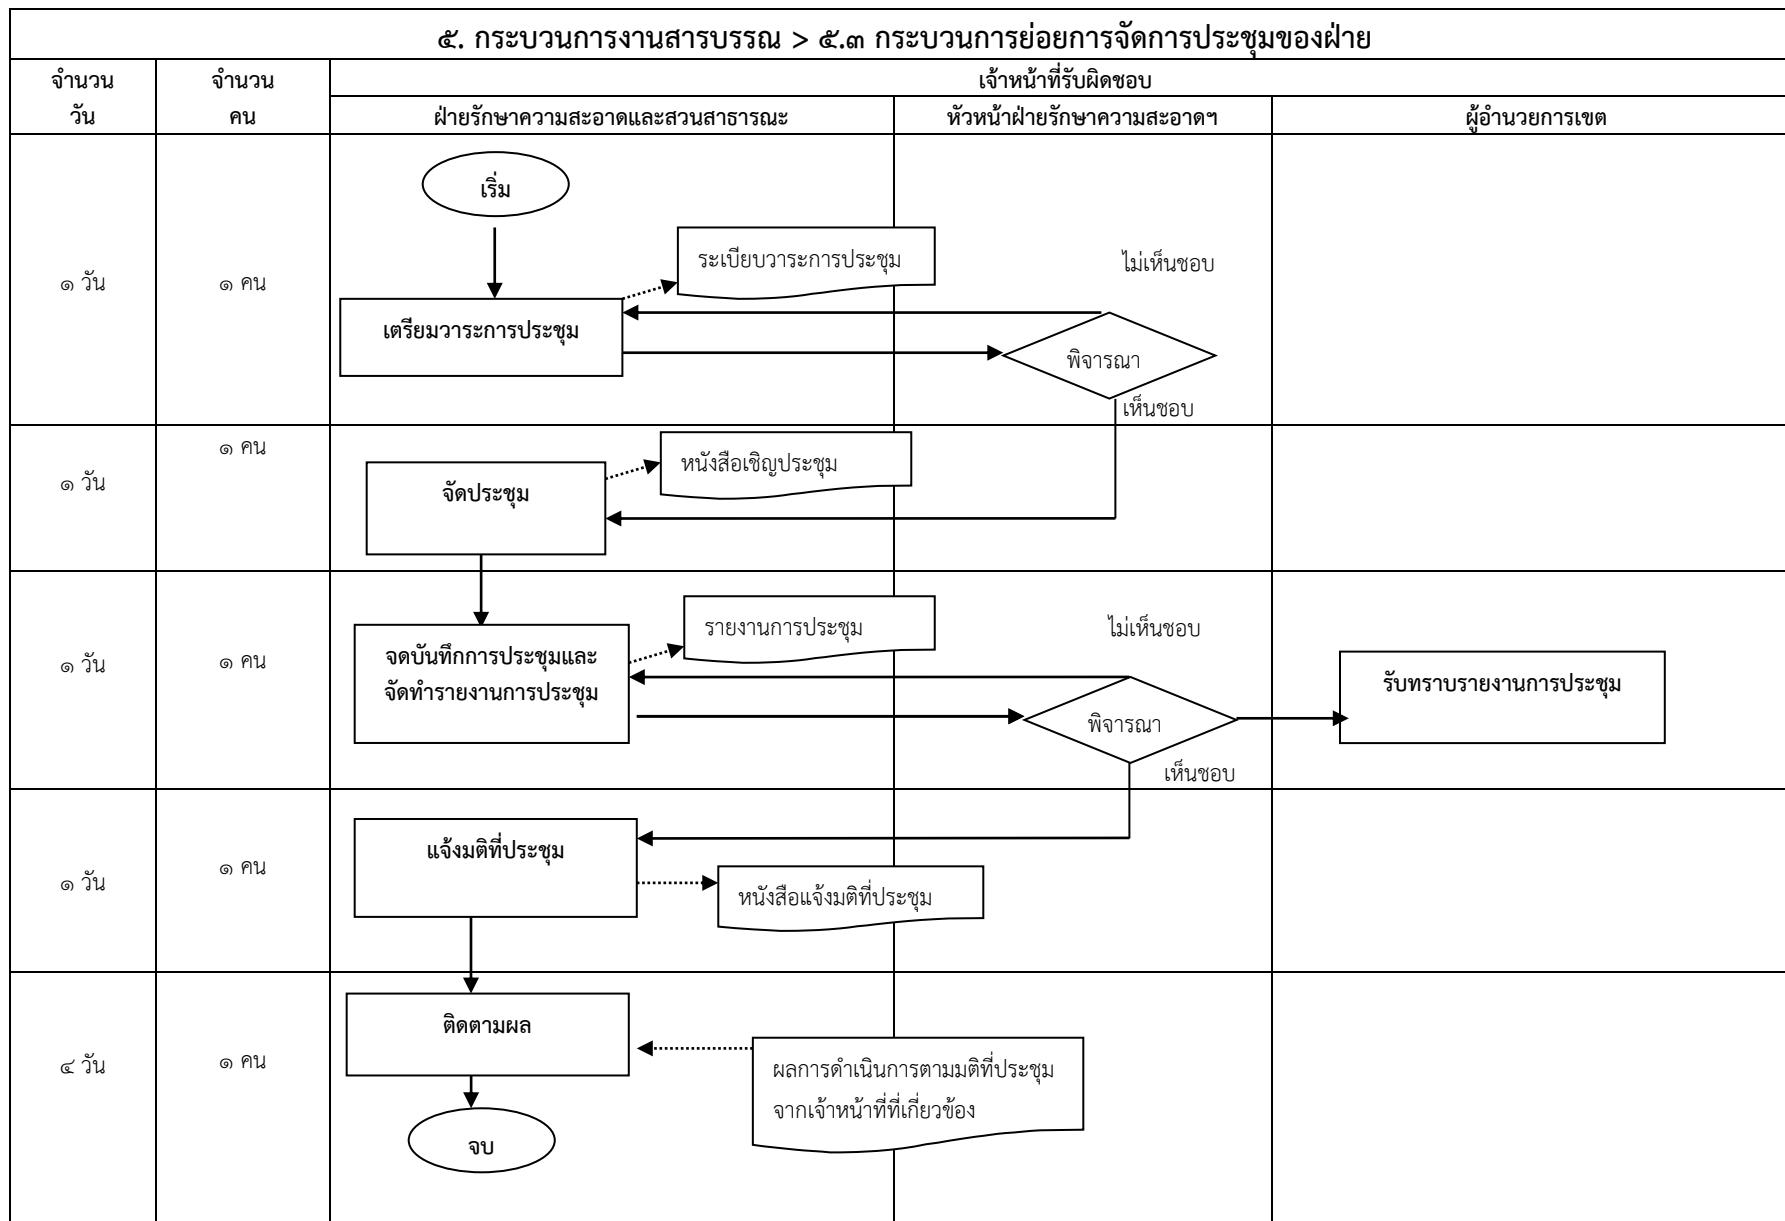 ๕. กระบวนการงานสารบรรณ > ๕.๓ กระบวนการย่อยการจัดการประชุมของฝ่าย
จำนวน
วัน
จำนวน
คน
เจ้าหน้าที่รับผิดชอบ
ฝ่ายรักษาความสะอาดและสวนสาธารณะ
หัวหน้าฝ่ายรักษาความสะอาดฯ
ผู้อำนวยการเขต
เริ่ม
ระเบียบวาระการประชุม
ไม่เห็นชอบ
๑ วัน
๑ คน
เตรียมวาระการประชุม
พิจารณา
เห็นชอบ
๑ คน
หนังสือเชิญประชุม
๑ วัน
จัดประชุม
รายงานการประชุม
ไม่เห็นชอบ
๑ วัน
๑ คน
จดบันทึกการประชุมและ
จัดทำรายงานการประชุม
รับทราบรายงานการประชุม
พิจารณา
เห็นชอบ
แจ้งมติที่ประชุม
๑ วัน
๑ คน
หนังสือแจ้งมติที่ประชุม
ติดตามผล
๔ วัน
๑ คน
ผลการดำเนินการตามมติที่ประชุม
จากเจ้าหน้าที่ที่เกี่ยวข้อง
จบ